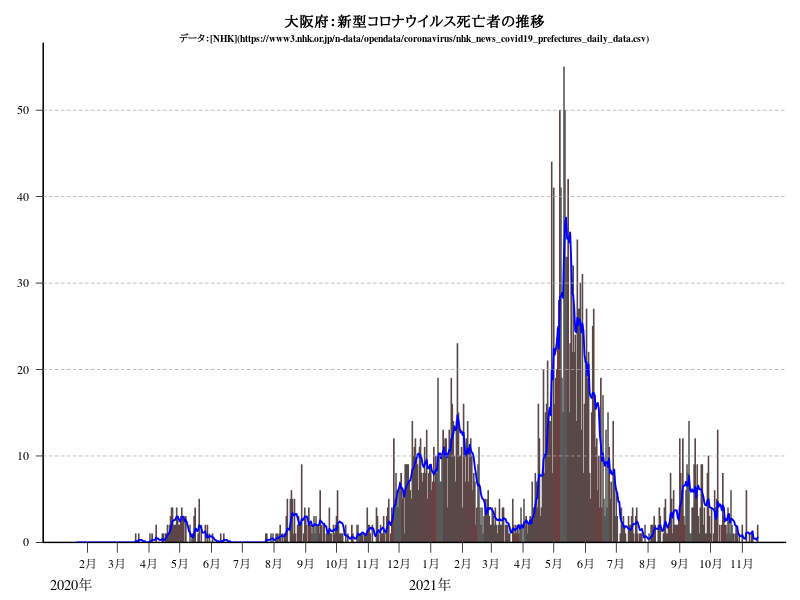 大阪府：新型コロナウイルス死亡者の推移
データ：[NHK](https://www3.nhk.or.jp/n-data/opendata/coronavirus/nhk_news_covid19_prefectures_daily_data.csv)
50
40
30
20
10
0
2月 3月 4月 5月 6月 7月 8月 9月 10月 11月 12月 1月 2月 3月 4月 5月 6月 7月 8月 9月 10月 11月
2020年 2021年